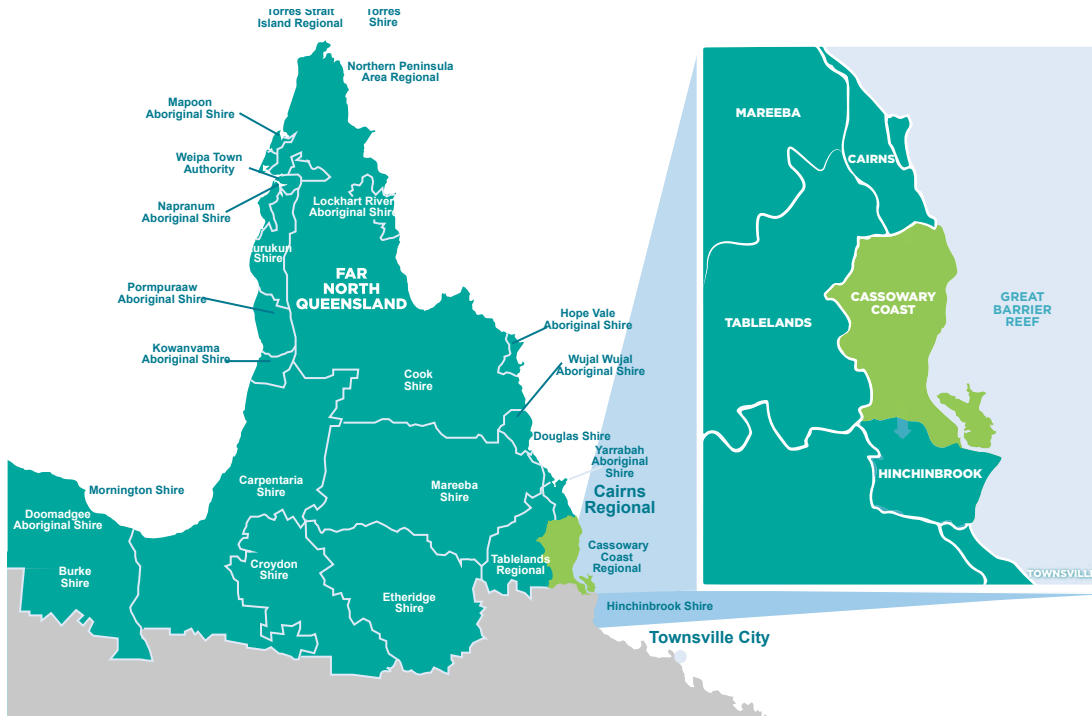 Torres Strait
Island Regional
Torres
Shire
Northern Peninsula
Area Regional
Mapoon
Aboriginal Shire
Weipa Town
Authority
Napranum
Aboriginal Shire
Lockhart River
Aboriginal Shire
urukun
Shire
FAR
NORTH
QUEENSLAND
Pormpuraaw
Aboriginal Shire
Hope Vale
Aboriginal Shire
Kowanvama
Aboriginal Shire
Wujal Wujal
Aboriginal Shire
Cook
Shire
Douglas Shire
Yarrabah
Aboriginal
Shire
Mornington Shire
Carpentaria
Shire
Mareeba
Shire
Cairns
Regional
Doomadgee
Aboriginal Shire
Burke
Shire
Croydon
Shire
Tablelands
Regional
Cassowary
Coast
Regional
Etheridge
Shire
Hinchinbrook Shire
Townsville City
MAREEBA
CAIRNS
CASSOWARY
COAST
GREAT
BARRIER
REEF
TABLELANDS
HINCHINBROOK
TOWNSVILLE